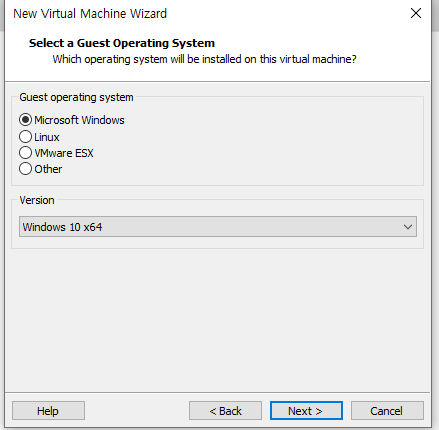 New Virtual Machine Wizard
Select a Guest Operating System
Which operating system will be installed on this virtual machine?
Guest operating system
Microsoft Windows
Linux
VMware ESX
Other
Version
Windows 10 x64
Help
< Back
Next >
Cancel